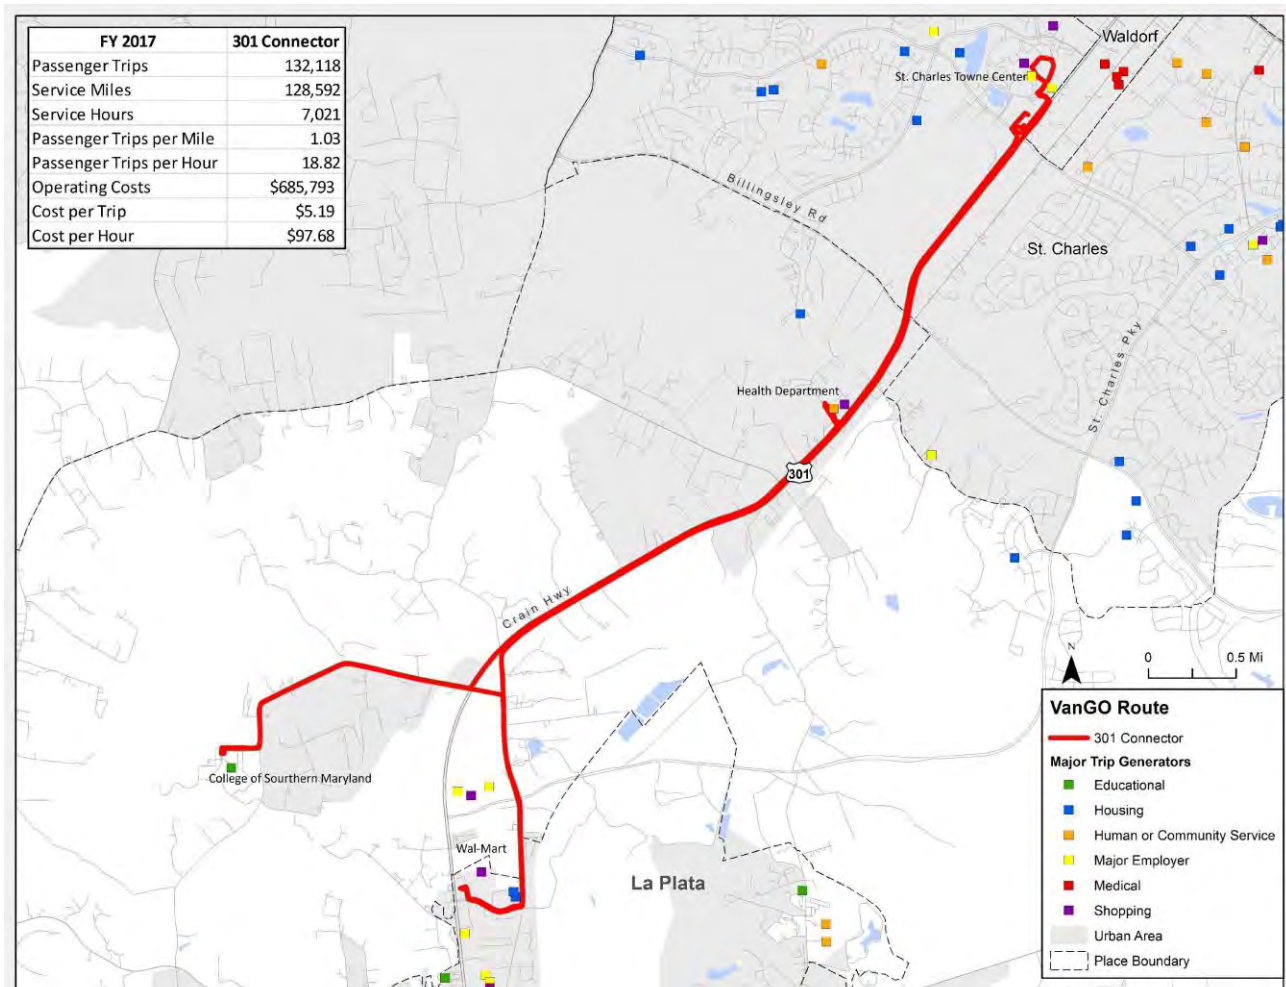 FY 2017 301 Connector
Passenger Trips 132,118
Service Miles 128,592
Service Hours 7,021
Passenger Trips per Mile 1.03
Passenger Trips per Hour 18.82
Operating Costs $685,793
Cost per Trip $5.19
Cost per Hour $97.68
Waldorf
St. Charles Towne Center
Billingsley Rd
St. Charles
St. Charles Pky
Health Department
301
Crain Hwy
College of Sourthern Maryland
Wal-Mart
La Plata
N
0 0.5 Mi
VanGO Route
301 Connector
Major Trip Generators
Educational
Housing
Human or Community Service
Major Employer
Medical
Shopping
Urban Area
Place Boundary